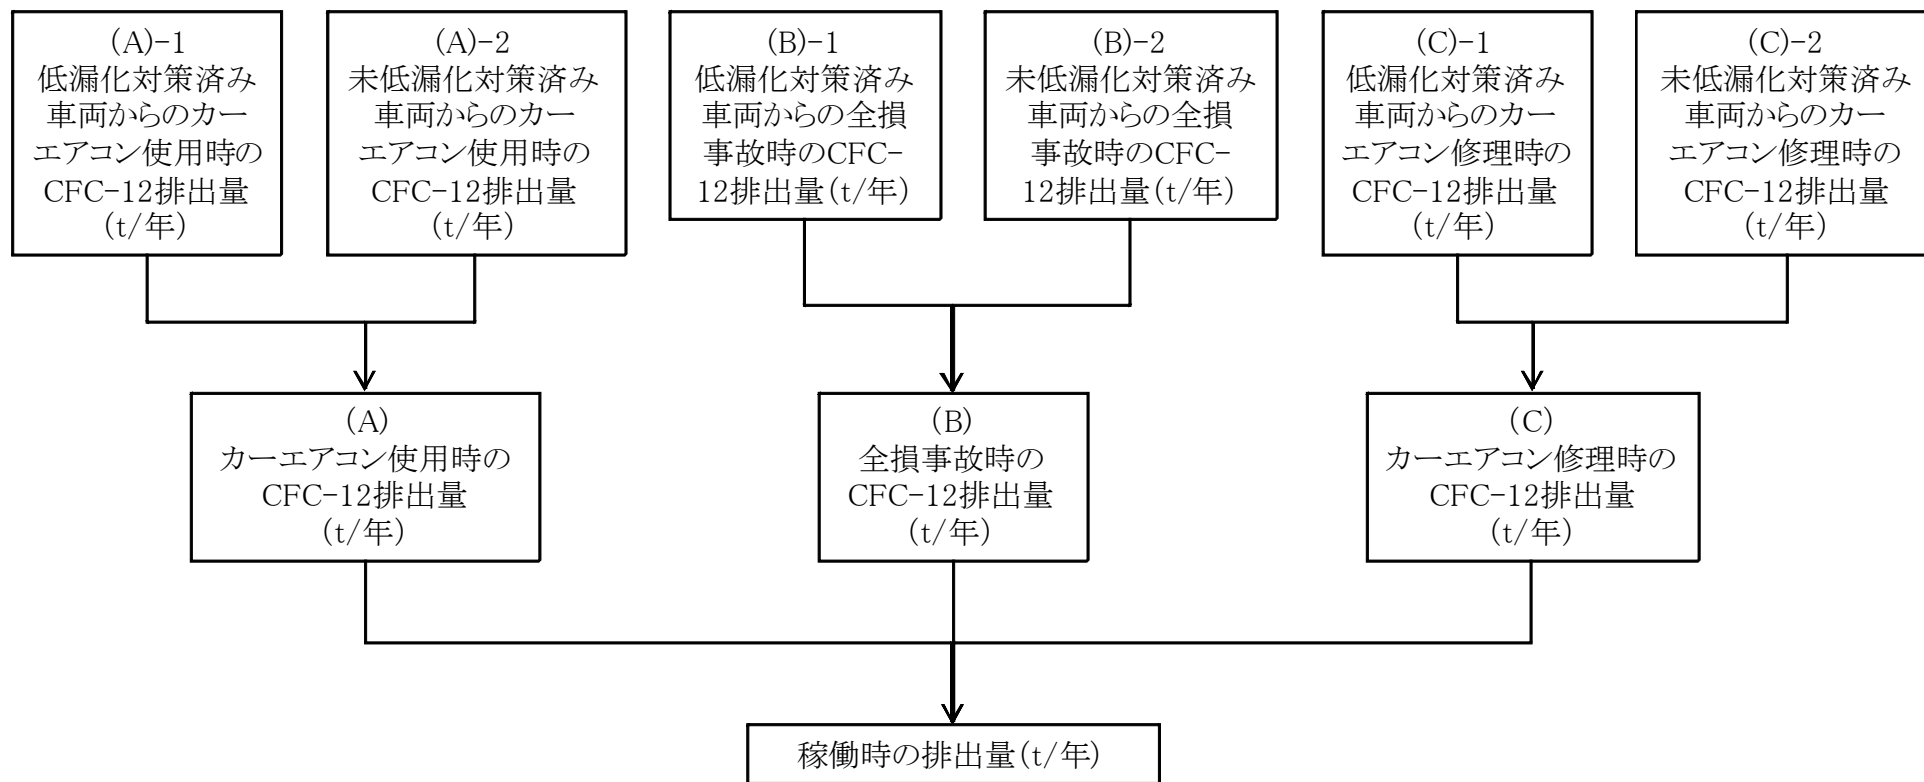 (A)-1
低漏化対策済み
車両からのカー
エアコン使用時の
CFC-12排出量
(t/年)
(A)-2
未低漏化対策済み
車両からのカー
エアコン使用時の
CFC-12排出量
(t/年)
(B)-1
低漏化対策済み
車両からの全損
事故時のCFC-
12排出量(t/年)
(B)-2
未低漏化対策済み
車両からの全損
事故時のCFC-
12排出量(t/年)
(C)-1
低漏化対策済み
車両からのカー
エアコン修理時の
CFC-12排出量
(t/年)
(C)-2
未低漏化対策済み
車両からのカー
エアコン修理時の
CFC-12排出量
(t/年)
(A)
カーエアコン使用時の
CFC-12排出量
(t/年)
(B)
全損事故時の
CFC-12排出量
(t/年)
(C)
カーエアコン修理時の
CFC-12排出量
(t/年)
稼働時の排出量(t/年)